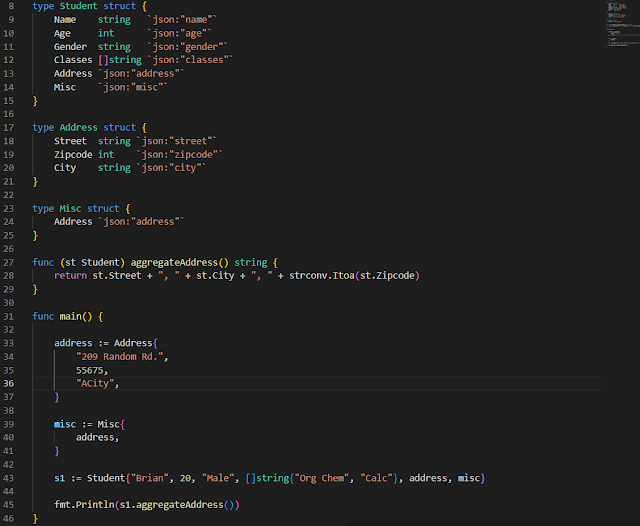 8 type Student struct {
9 Name string `json:"name"`
10 Age int `json:"age"`
11 Gender string `json:"gender"`
12 Classes []string `json:"classes"`
13 Address `json:"address"`
14 Misc `json:"misc"`
15 }
16
17 type Address struct {
18 Street string `json:"street"`
19 Zipcode int `json:"zipcode"`
20 City string `json:"city"`
21 }
22
23 type Misc struct {
24 Address `json:"address"`
25 }
26
27 func (st Student) aggregateAddress() string {
28 return st.Street + ", " + st.City + ", " + strconv.Itoa(st.Zipcode)
29 }
30
31 func main() {
32
33 address := Address{
34 "209 Random Rd.",
35 55675,
36 "ACity",
37 }
38
39 misc := Misc{
40 address,
41 }
42
43 s1 := Student{"Brian", 20, "Male", []string{"Org Chem", "Calc"}, address, misc}
44
45 fmt.Println(s1.aggregateAddress())
46 }